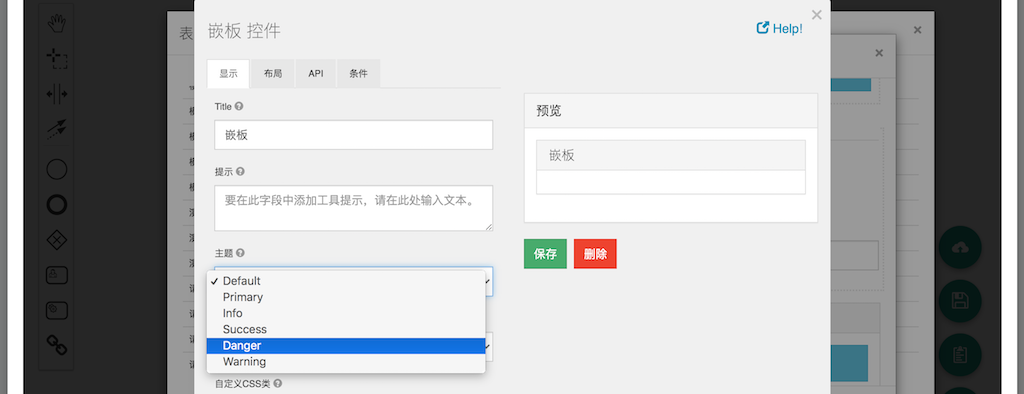 表
嵌板 控件
Help!
×
显示
布局
API
条件
Title
嵌板
提示
要在此字段中添加工具提示，请在此处输入文本。
主题
✓ Default
Primary
Info
Success
Danger
Warning
自定义CSS类
预览
嵌板
保存
删除